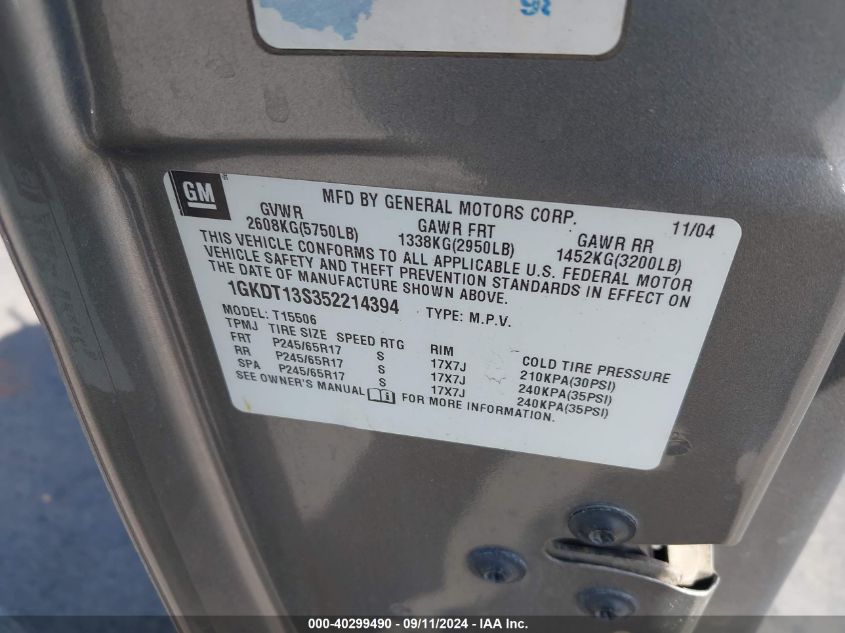 98
GM
MFD BY GENERAL MOTORS CORP. 11/04
GVWR GAWR FRT GAWR RR
2608KG(5750LB) 1338KG(2950LB) 1452KG(3200LB)
THIS VEHICLE CONFORMS TO ALL APPLICABLE U.S. FEDERAL MOTOR
VEHICLE SAFETY AND THEFT PREVENTION STANDARDS IN EFFECT ON
THE DATE OF MANUFACTURE SHOWN ABOVE.
1GKDT13S352214394 TYPE: M.P.V.
MODEL: T15506
TPMJ TIRE SIZE SPEED RTG RIM COLD TIRE PRESSURE
FRT P245/65R17 S 17X7J 210KPA(30PSI)
RR P245/65R17 S 17X7J 240KPA(35PSI)
SPA P245/65R17 S 17X7J 240KPA(35PSI)
SEE OWNER'S MANUAL FOR MORE INFORMATION.
000-40299490 - 09/11/2024 - IAA Inc.